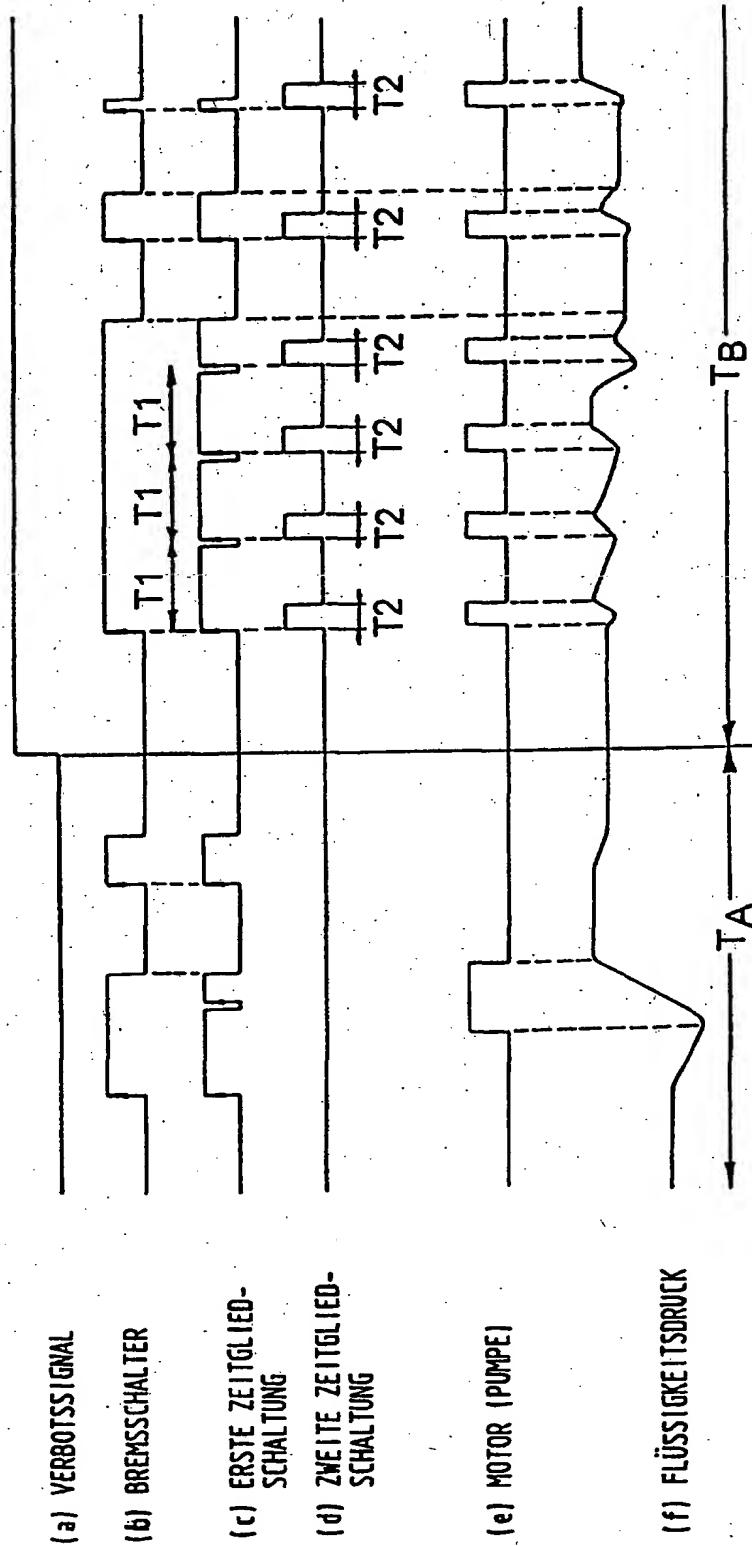 (a) VERBOTSSIGNAL
(b) BREMSSCHALTER
(c) ERSTE ZEITGLIED-
SCHALTUNG
(d) ZWEITE ZEITGLIED-
SCHALTUNG
(e) MOTOR (PUMPE)
(f) FLÜSSIGKEITSDRUCK
T1 T1 T1
T2 T2 T2 T2 T2 T2
TA TB